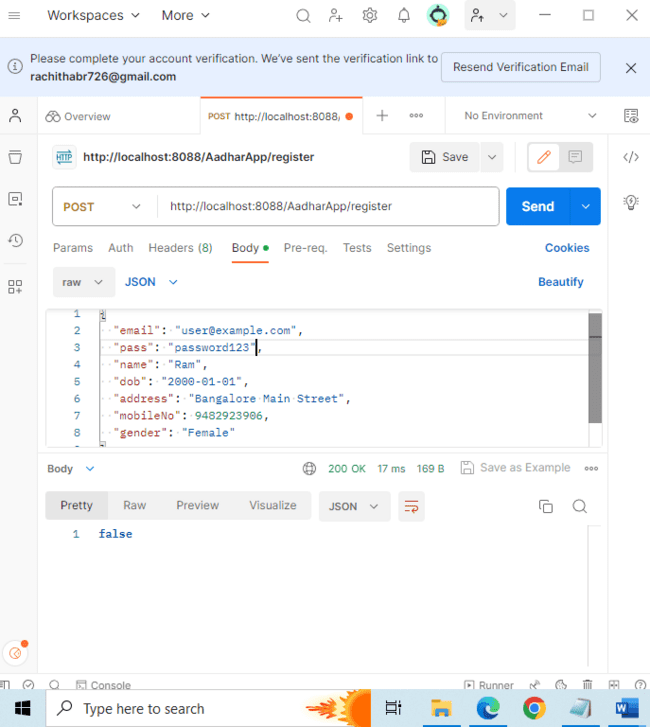 Workspaces More
Please complete your account verification. We've sent the verification link to
rachithabr726@gmail.com
Resend Verification Email
Overview POST http://localhost:8088/ No Environment
HTTP http://localhost:8088/AadharApp/register Save
POST http://localhost:8088/AadharApp/register Send
Params Auth Headers (8) Body Pre-req. Tests Settings Cookies
raw JSON Beautify
1 {
2 "email": "user@example.com",
3 "pass": "password123",
4 "name": "Ram",
5 "dob": "2000-01-01",
6 "address": "Bangalore Main Street",
7 "mobileNo": 9482923906,
8 "gender": "Female"
Body 200 OK 17 ms 169 B Save as Example
Pretty Raw Preview Visualize JSON
1 false
Console Runner
Type here to search